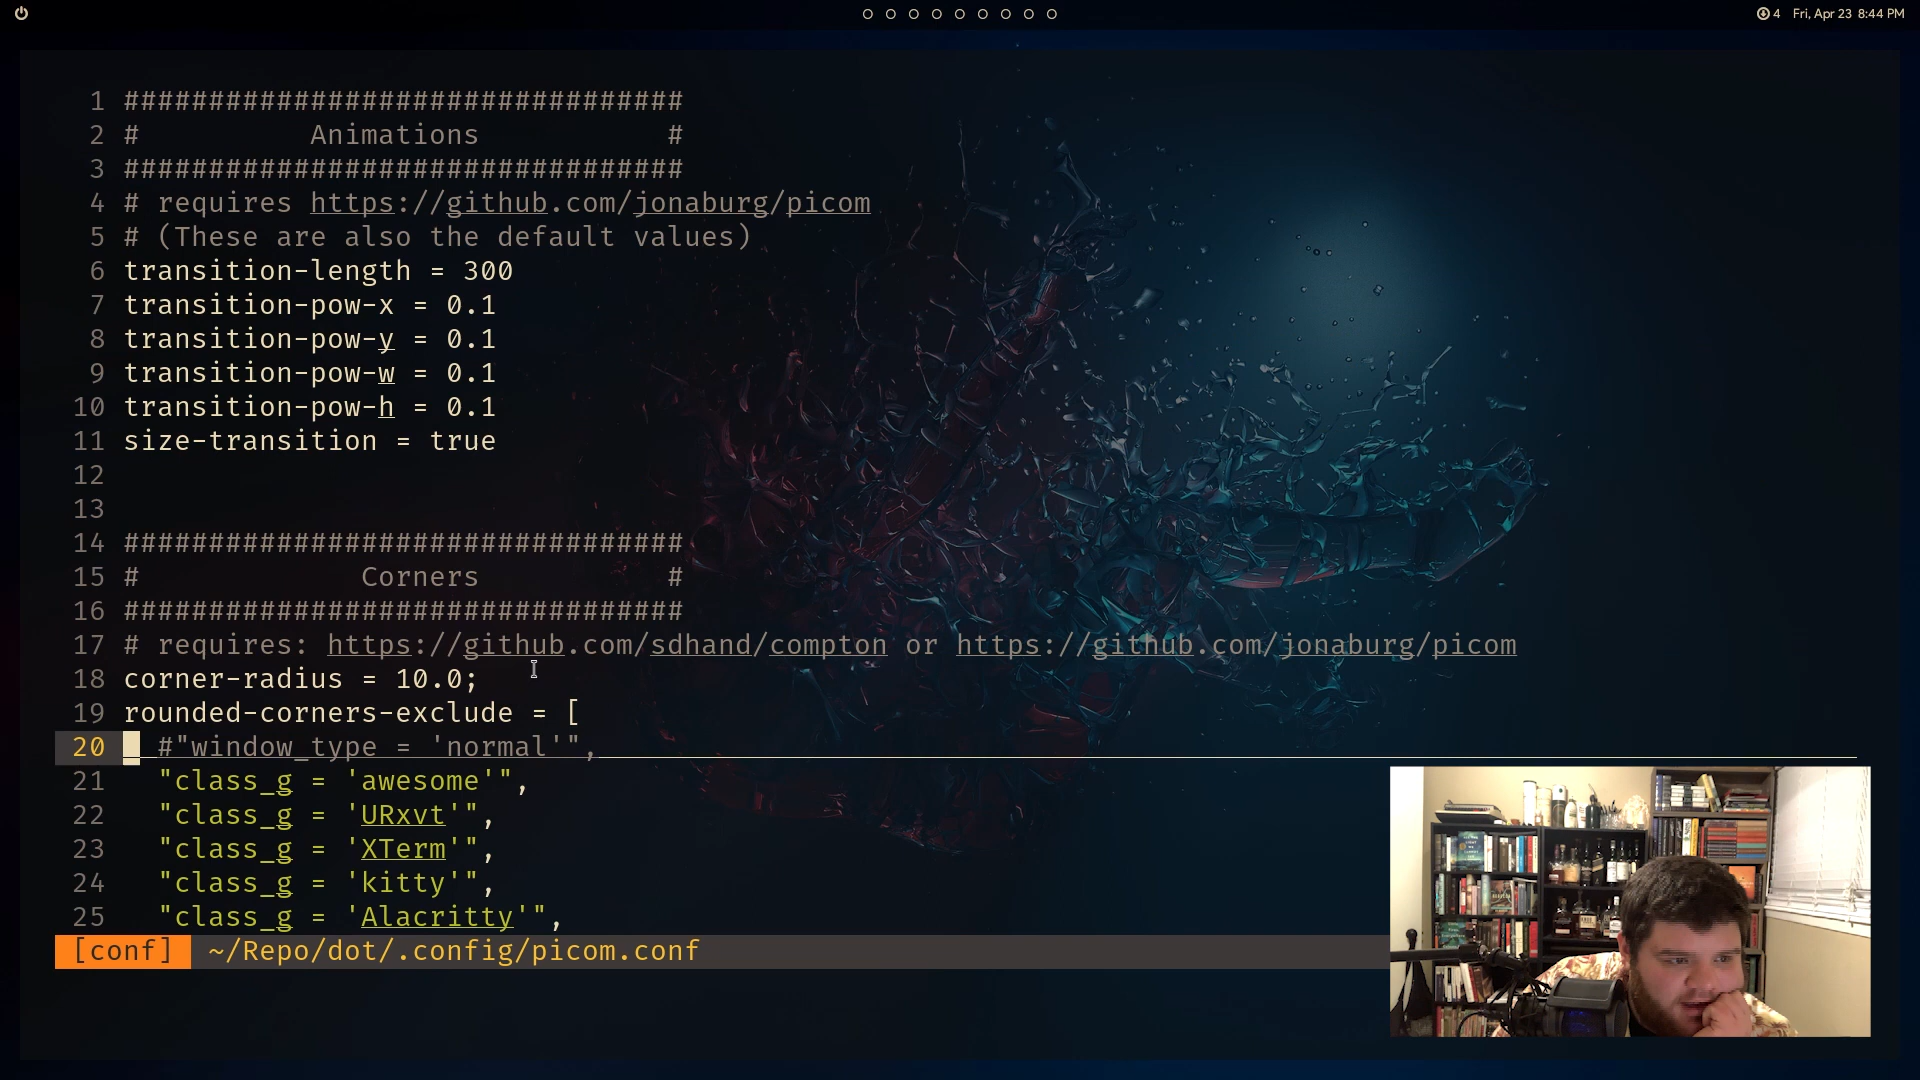 4 Fri, Apr 23 8:44 PM
1 #################################
2 # Animations #
3 #################################
4 # requires https://github.com/jonaburg/picom
5 # (These are also the default values)
6 transition-length = 300
7 transition-pow-x = 0.1
8 transition-pow-y = 0.1
9 transition-pow-w = 0.1
10 transition-pow-h = 0.1
11 size-transition = true
12
13
14 #################################
15 # Corners #
16 #################################
17 # requires: https://github.com/sdhand/compton or https://github.com/jonaburg/picom
18 corner-radius = 10.0;
19 rounded-corners-exclude = [
20 #"window_type = 'normal'",
21 "class_g = 'awesome'",
22 "class_g = 'URxvt'",
23 "class_g = 'XTerm'",
24 "class_g = 'kitty'",
25 "class_g = 'Alacritty'",
[conf] ~/Repo/dot/.config/picom.conf